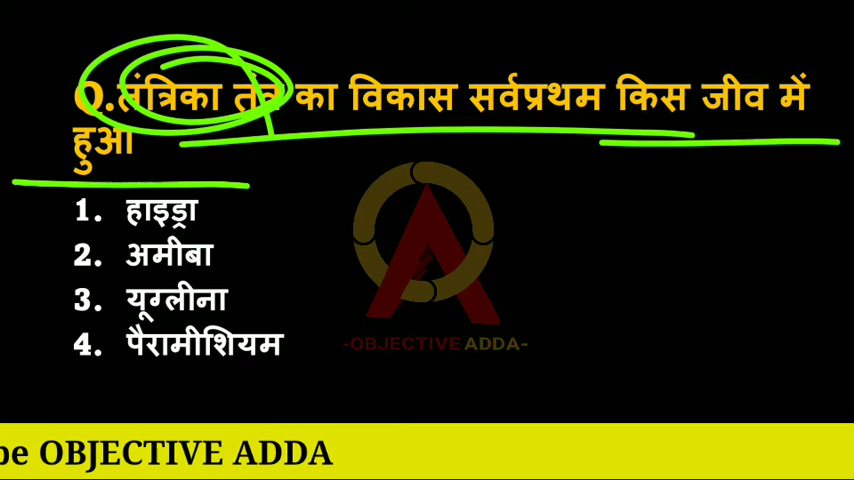 Q.तंत्रिका तंत्र का विकास सर्वप्रथम किस जीव में
हुआ
1. हाइड्रा
2. अमीबा
3. यूग्लीना
4. पैरामीशियम
-OBJECTIVE ADDA-
be OBJECTIVE ADDA